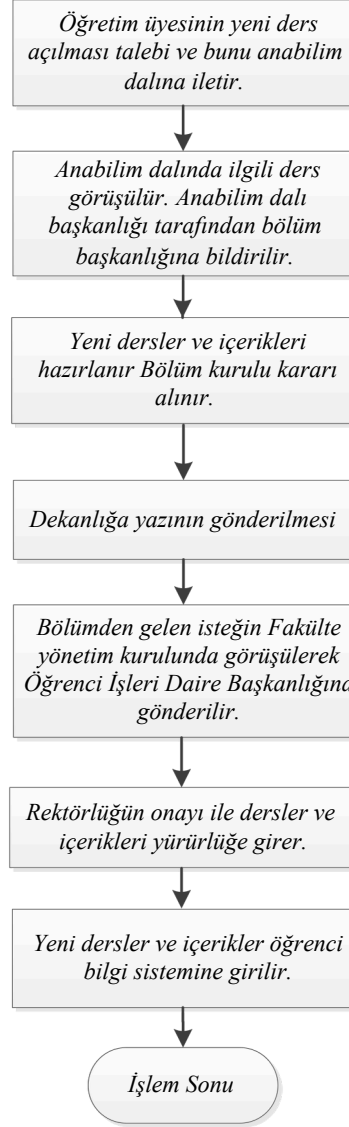 Öğretim üyesinin yeni ders
açılması talebi ve bunu anabilim
dalına iletir.
Anabilim dalında ilgili ders
görüşülür. Anabilim dalı
başkanlığı tarafından bölüm
başkanlığına bildirilir.
Yeni dersler ve içerikleri
hazırlanır Bölüm kurulu kararı
alınır.
Dekanlığa yazının gönderilmesi
Bölümden gelen isteğin Fakülte
yönetim kurulunda görüşülerek
Öğrenci İşleri Daire Başkanlığına
gönderilir.
Rektörlüğün onayı ile dersler ve
içerikleri yürürlüğe girer.
Yeni dersler ve içerikler öğrenci
bilgi sistemine girilir.
İşlem Sonu